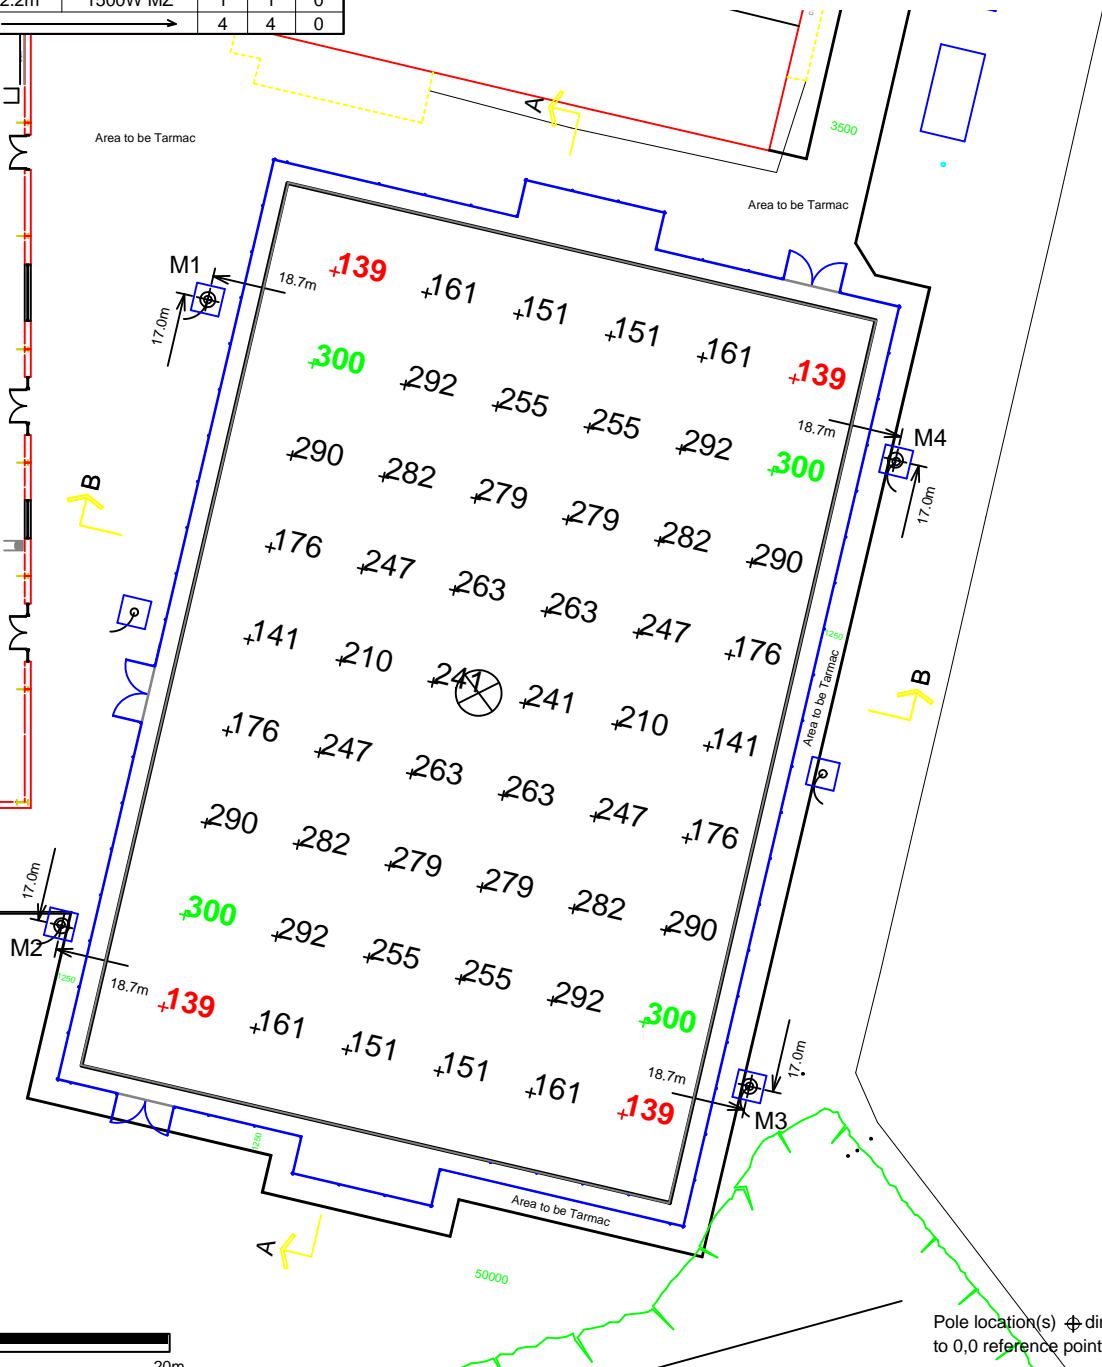 2.2m 1500W MZ 1 1 0
4 4 0
Area to be Tarmac
A
3500
Area to be Tarmac
M1
18.7m
17.0m
139 161 151 151 161 139
300 292 255 255 292 300
18.7m
M4
17.0m
290 282 279 279 282 290
B
176 247 263 263 247 176
1250
Area to be Tarmac
141 210 241 241 210 141
B
176 247 263 263 247 176
290 282 279 279 282 290
17.0m
M2
1250
18.7m
300 292 255 255 292 300
139 161 151 151 161 139
18.7m
17.0m
M3
1250
Area to be Tarmac
A
50000
Pole location(s)
to 0,0 reference point
20m